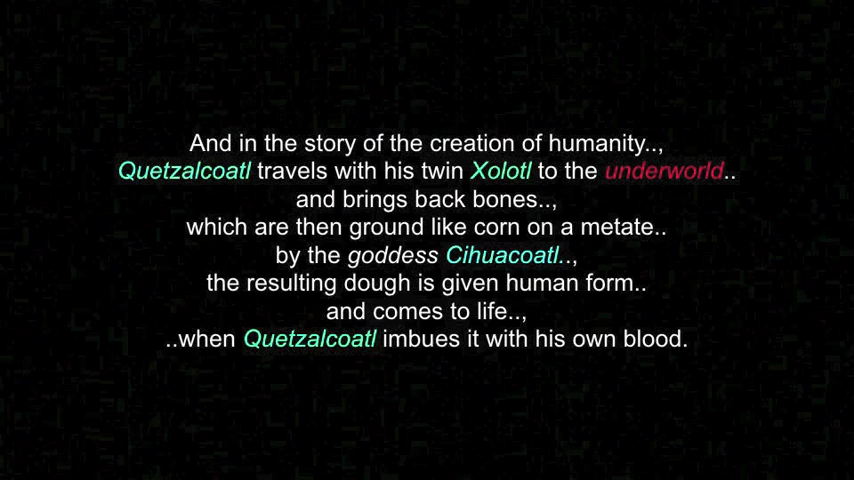 And in the story of the creation of humanity..,
Quetzalcoatl travels with his twin Xolotl to the underworld..
and brings back bones..,
which are then ground like corn on a metate..
by the goddess Cihuacoatl..,
the resulting dough is given human form..
and comes to life..,
..when Quetzalcoatl imbues it with his own blood.